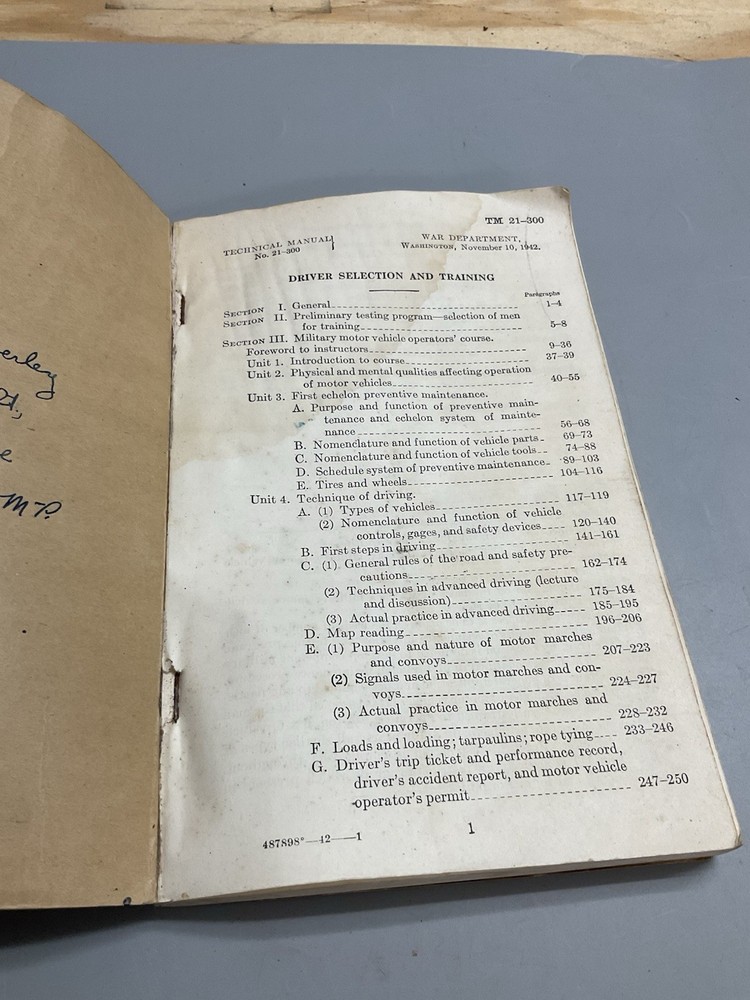 erley
21,
e
M P.
TM 21–300
TECHNICAL MANUAL
No. 21–300
WAR DEPARTMENT,
WASHINGTON, November 10, 1942.
DRIVER SELECTION AND TRAINING
Paragraphs
SECTION I. General 1–4
SECTION II. Preliminary testing program—selection of men
for training 5–8
SECTION III. Military motor vehicle operators' course.
Foreword to instructors 9–36
Unit 1. Introduction to course 37–39
Unit 2. Physical and mental qualities affecting operation
of motor vehicles 40–55
Unit 3. First echelon preventive maintenance.
A. Purpose and function of preventive main-
tenance and echelon system of mainte-
nance 56–68
B. Nomenclature and function of vehicle parts 69–73
C. Nomenclature and function of vehicle tools 74–88
D. Schedule system of preventive maintenance 89–103
E. Tires and wheels 104–116
Unit 4. Technique of driving.
A. (1) Types of vehicles 117–119
(2) Nomenclature and function of vehicle
controls, gages, and safety devices 120–140
B. First steps in driving 141–161
C. (1) General rules of the road and safety pre-
cautions 162–174
(2) Techniques in advanced driving (lecture
and discussion) 175–184
(3) Actual practice in advanced driving 185–195
D. Map reading 196–206
E. (1) Purpose and nature of motor marches
and convoys 207–223
(2) Signals used in motor marches and con-
voys 224–227
(3) Actual practice in motor marches and
convoys 228–232
F. Loads and loading; tarpaulins; rope tying 233–246
G. Driver's trip ticket and performance record,
driver's accident report, and motor vehicle
operator's permit 247–250
487898°—42—1
1